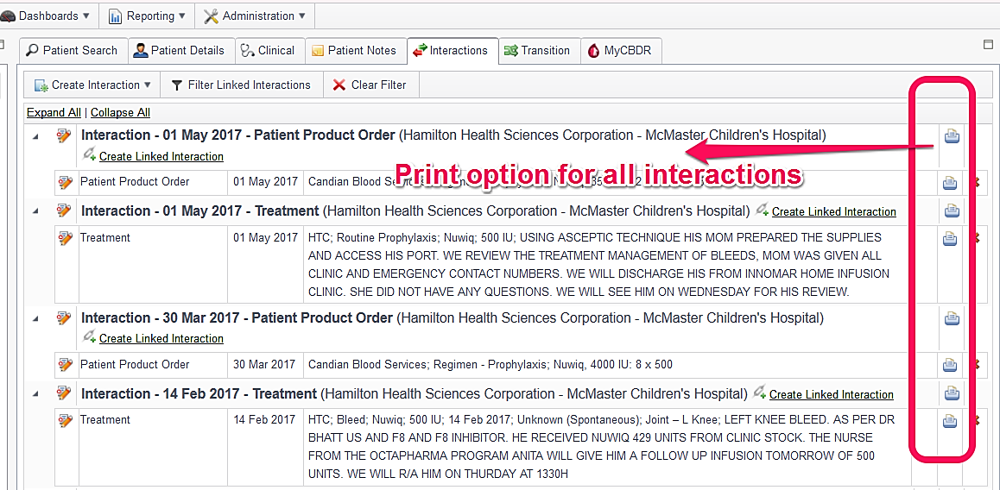 Dashboards Reporting Administration
Patient Search Patient Details Clinical Patient Notes Interactions Transition MyCBDR
Create Interaction Filter Linked Interactions Clear Filter
Expand All | Collapse All
Interaction - 01 May 2017 - Patient Product Order (Hamilton Health Sciences Corporation - McMaster Children's Hospital)
Create Linked Interaction
Print option for all interactions
Patient Product Order 01 May 2017 Candian Blood
Interaction - 01 May 2017 - Treatment (Hamilton Health Sciences Corporation - McMaster Children's Hospital) Create Linked Interaction
Treatment 01 May 2017 HTC; Routine Prophylaxis; Nuwiq; 500 IU; USING ASCEPTIC TECHNIQUE HIS MOM PREPARED THE SUPPLIES
AND ACCESS HIS PORT. WE REVIEW THE TREATMENT MANAGEMENT OF BLEEDS, MOM WAS GIVEN ALL
CLINIC AND EMERGENCY CONTACT NUMBERS. WE WILL DISCHARGE HIS FROM INNOMAR HOME INFUSION
CLINIC. SHE DID NOT HAVE ANY QUESTIONS. WE WILL SEE HIM ON WEDNESDAY FOR HIS REVIEW.
Interaction - 30 Mar 2017 - Patient Product Order (Hamilton Health Sciences Corporation - McMaster Children's Hospital)
Create Linked Interaction
Patient Product Order 30 Mar 2017 Candian Blood Services; Regimen - Prophylaxis; Nuwiq, 4000 IU: 8 x 500
Interaction - 14 Feb 2017 - Treatment (Hamilton Health Sciences Corporation - McMaster Children's Hospital) Create Linked Interaction
Treatment 14 Feb 2017 HTC; Bleed; Nuwiq; 500 IU; 14 Feb 2017; Unknown (Spontaneous); Joint – L Knee; LEFT KNEE BLEED. AS PER DR
BHATT US AND F8 AND F8 INHIBITOR. HE RECEIVED NUWIQ 429 UNITS FROM CLINIC STOCK. THE NURSE
FROM THE OCTAPHARMA PROGRAM ANITA WILL GIVE HIM A FOLLOW UP INFUSION TOMORROW OF 500
UNITS. WE WILL R/A HIM ON THURDAY AT 1330H